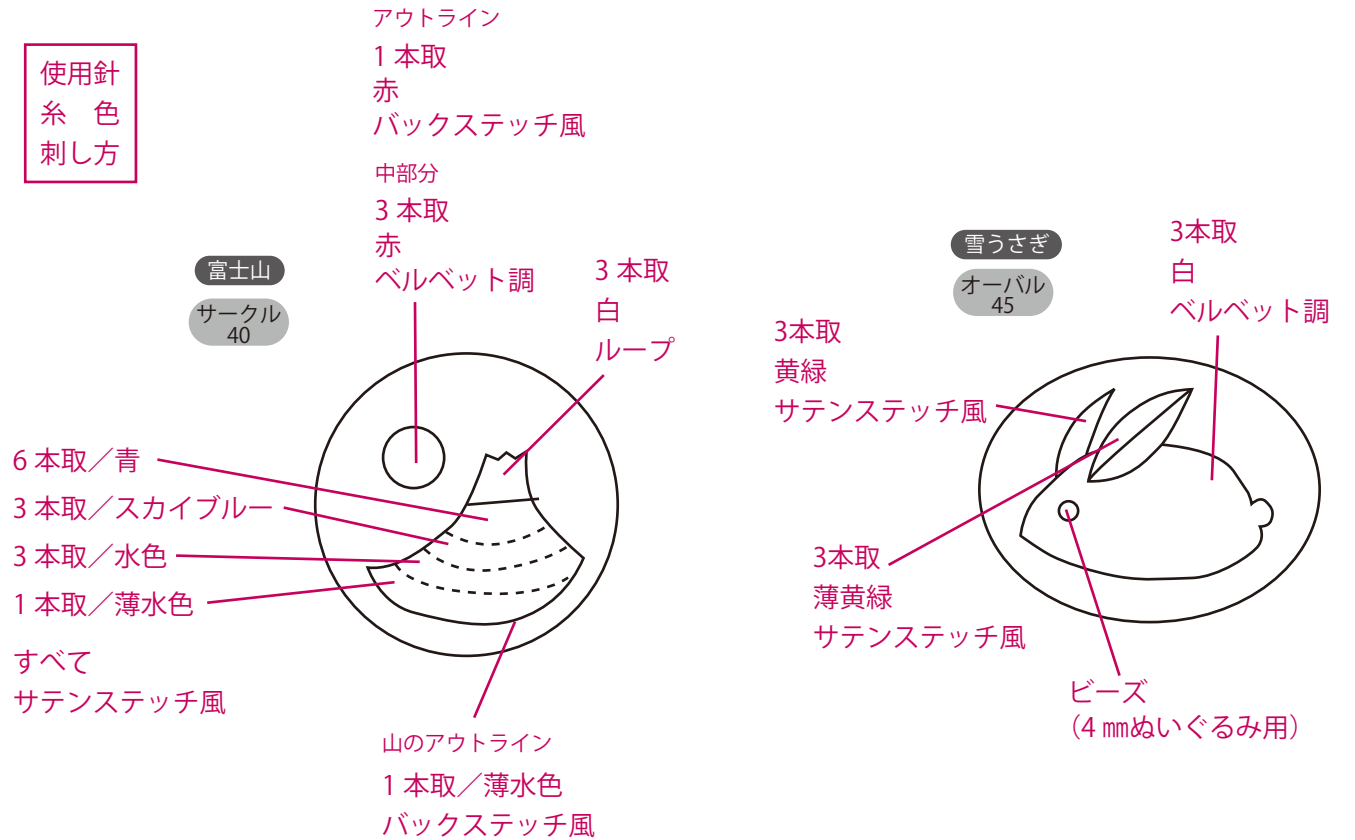 使用針
糸　色
刺し方
アウトライン
1 本取
赤
バックステッチ風
中部分
3 本取
赤
ベルベット調
富士山
サークル
40
3 本取
白
ループ
6 本取／青
3 本取／スカイブルー
3 本取／水色
1 本取／薄水色
すべて
サテンステッチ風
山のアウトライン
1 本取／薄水色
バックステッチ風
雪うさぎ
オーバル
45
3本取
白
ベルベット調
3本取
黄緑
サテンステッチ風
3本取
薄黄緑
サテンステッチ風
ビーズ
（4 ㎜ぬいぐるみ用）